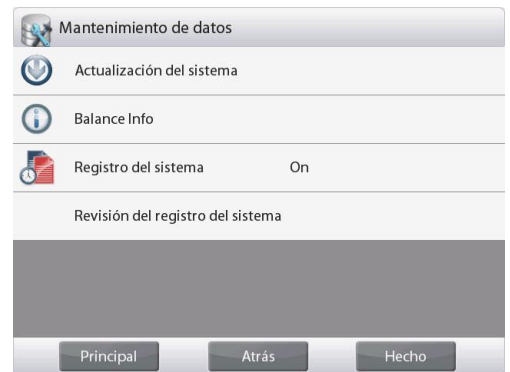 Mantenimiento de datos
Actualización del sistema
Balance Info
Registro del sistema On
Revisión del registro del sistema
Principal Atrás Hecho